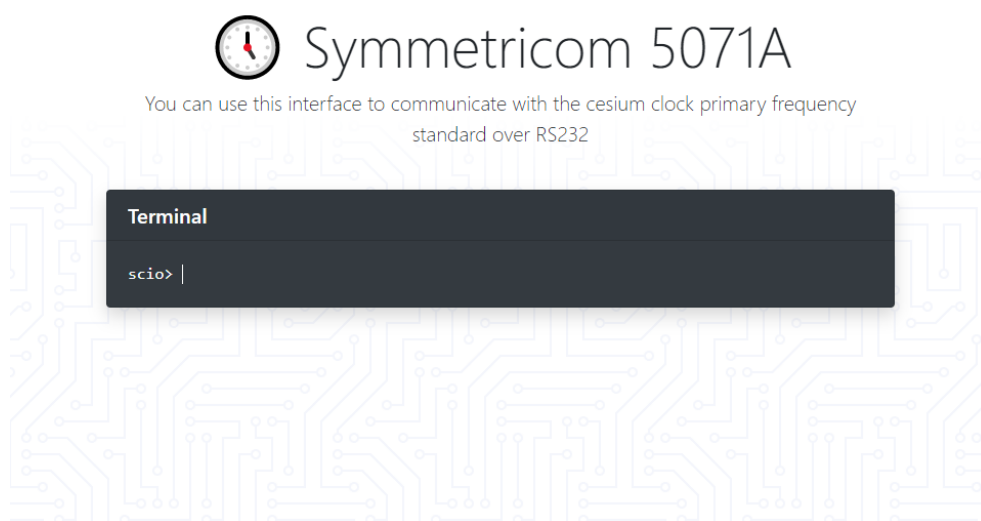 Symmetricom 5071A
You can use this interface to communicate with the cesium clock primary frequency
standard over RS232
Terminal
scio>